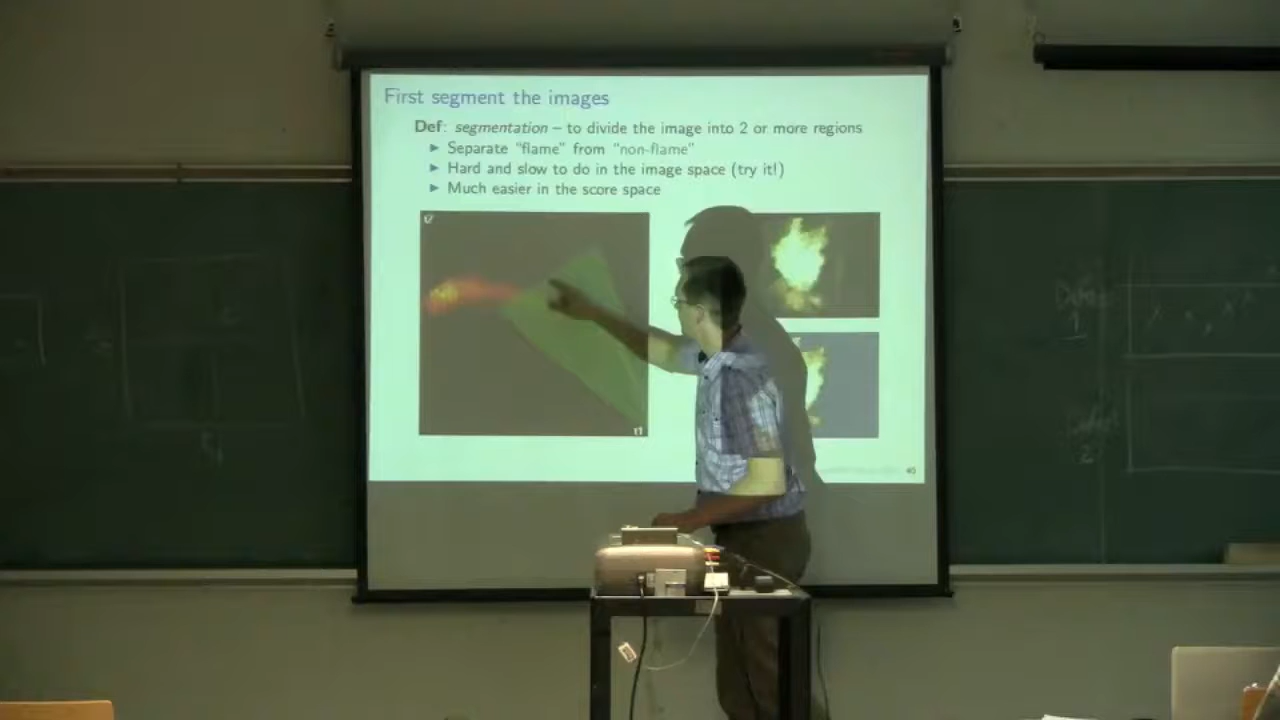 First segment the images
Def: segmentation – to divide the image into 2 or more regions
► Separate “flame” from “non-flame”
► Hard and slow to do in the image space (try it!)
► Much easier in the score space
t2
t1